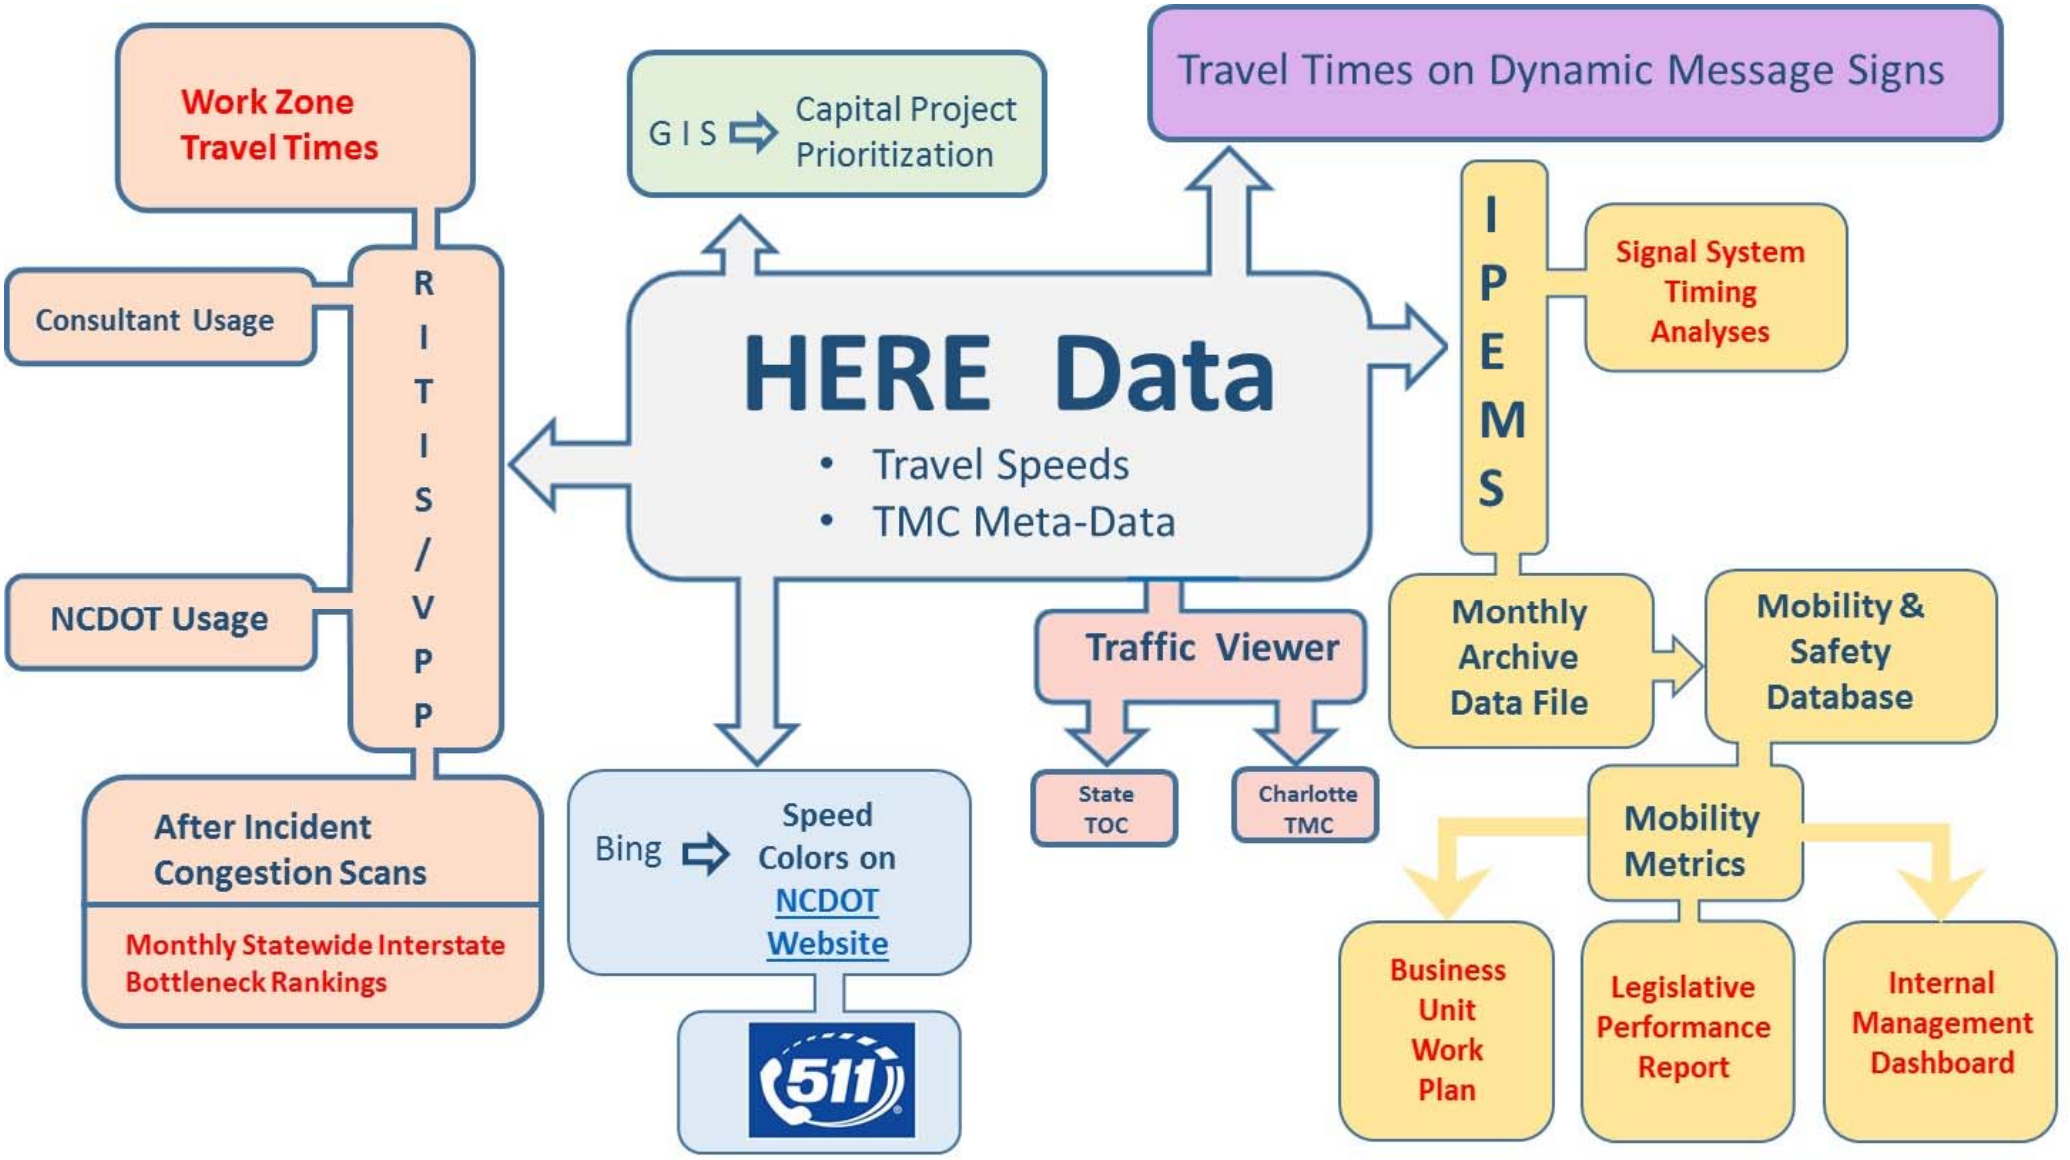 Work Zone
Travel Times
Consultant Usage
R
I
T
I
S
/
V
P
P
NCDOT Usage
After Incident
Congestion Scans
Monthly Statewide Interstate
Bottleneck Rankings
G I S
Capital Project
Prioritization
Travel Times on Dynamic Message Signs
HERE Data
• Travel Speeds
• TMC Meta-Data
I
P
E
M
S
Signal System
Timing
Analyses
Traffic Viewer
State
TOC
Charlotte
TMC
Bing
Speed
Colors on
NCDOT
Website
511
®
Monthly
Archive
Data File
Mobility &
Safety
Database
Mobility
Metrics
Business
Unit
Work
Plan
Legislative
Performance
Report
Internal
Management
Dashboard